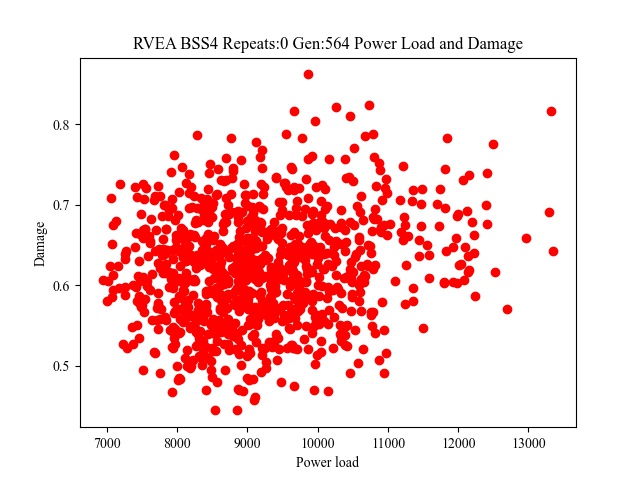 RVEA BSS4 Repeats:0 Gen:564 Power Load and Damage
0.8
0.7
0.6
0.5
Damage
7000 8000 9000 10000 11000 12000 13000
Power load